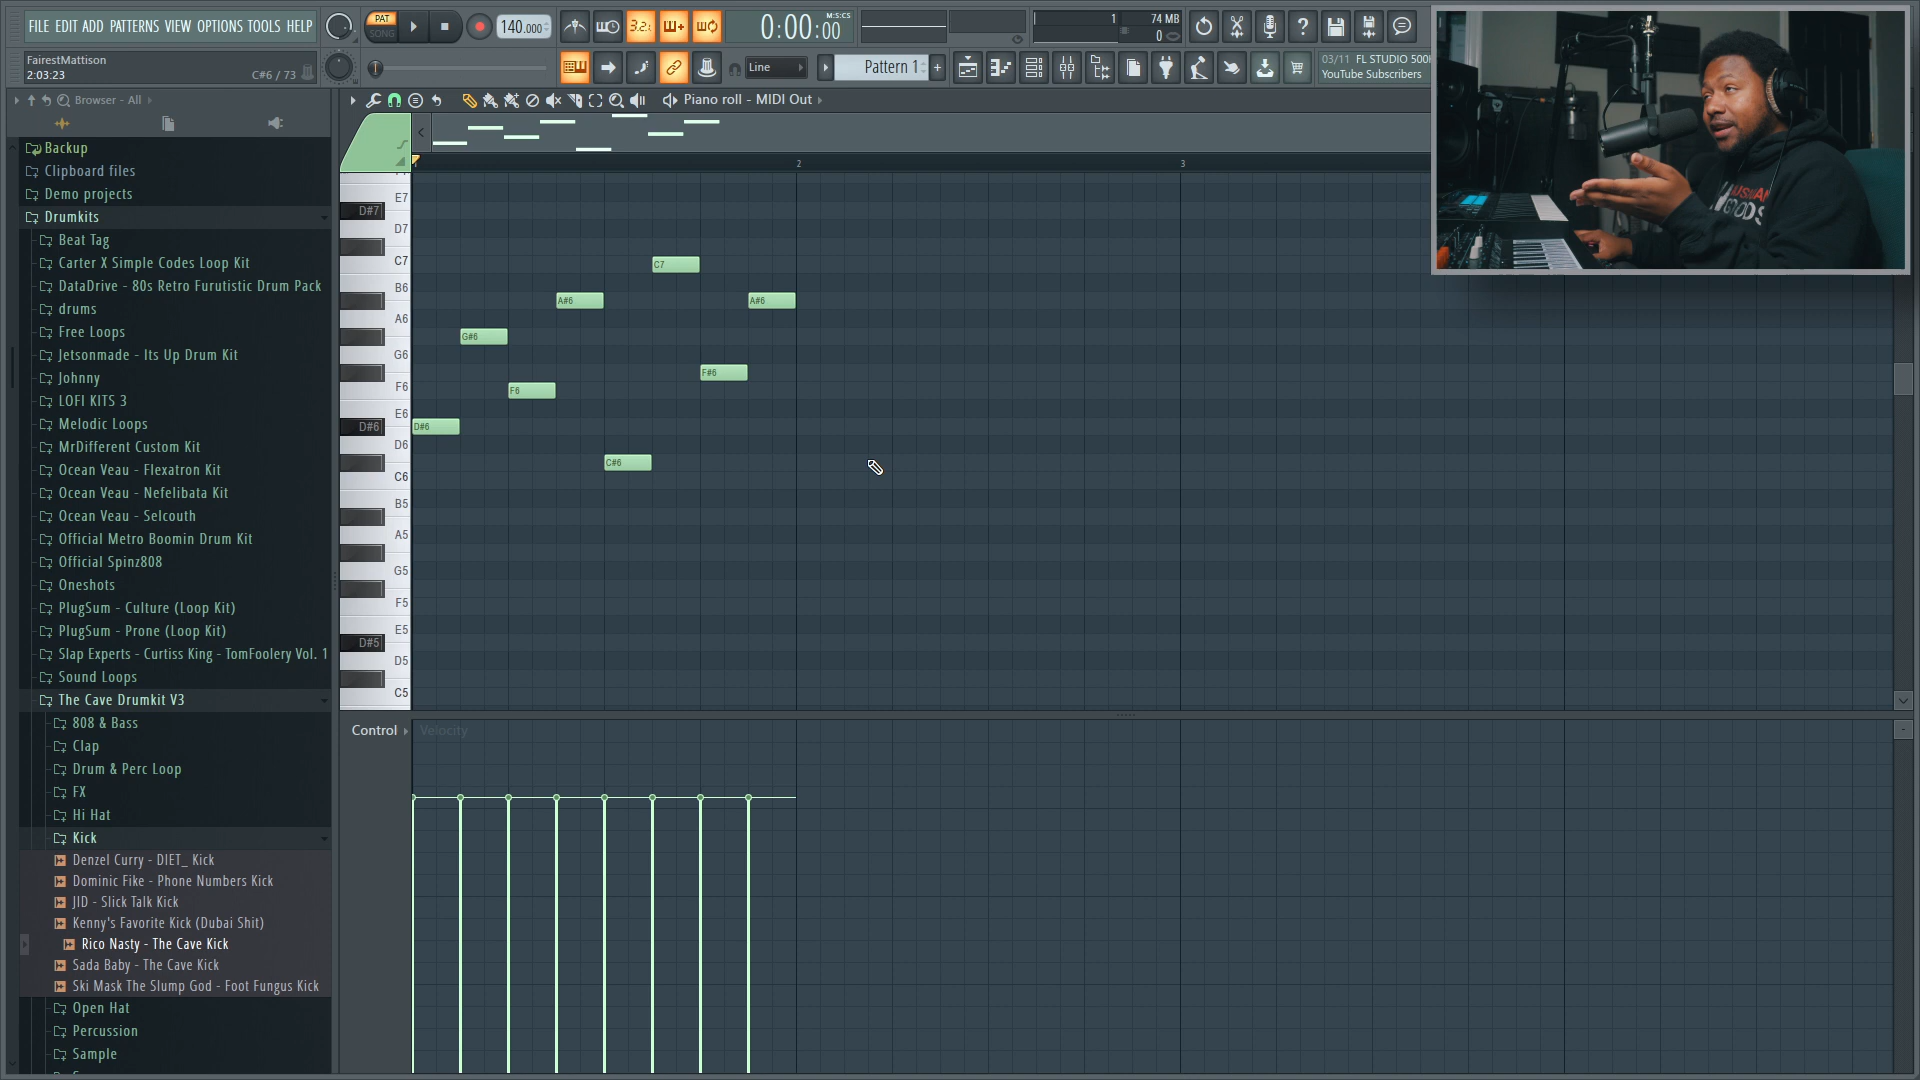 FILE EDIT ADD PATTERNS VIEW OPTIONS TOOLS HELP
PAT
SONG
140.000
3.2.
0:00:00
M:S:CS
1
74 MB
0
FairestMattison
2:03:23
C#6 / 73
Line
Pattern 1
03/11 FL STUDIO 500K
YouTube Subscribers
Browser - All
Piano roll - MIDI Out
Backup
Clipboard files
Demo projects
Drumkits
Beat Tag
Carter X Simple Codes Loop Kit
DataDrive - 80s Retro Furutistic Drum Pack
drums
Free Loops
Jetsonmade - Its Up Drum Kit
Johnny
LOFI KITS 3
Melodic Loops
MrDifferent Custom Kit
Ocean Veau - Flexatron Kit
Ocean Veau - Nefelibata Kit
Ocean Veau - Selcouth
Official Metro Boomin Drum Kit
Official Spinz808
Oneshots
PlugSum - Culture (Loop Kit)
PlugSum - Prone (Loop Kit)
Slap Experts - Curtiss King - TomFoolery Vol. 1
Sound Loops
The Cave Drumkit V3
808 & Bass
Clap
Drum & Perc Loop
FX
Hi Hat
Kick
Denzel Curry - DIET_ Kick
Dominic Fike - Phone Numbers Kick
JID - Slick Talk Kick
Kenny's Favorite Kick (Dubai Shit)
Rico Nasty - The Cave Kick
Sada Baby - The Cave Kick
Ski Mask The Slump God - Foot Fungus Kick
Open Hat
Percussion
Sample
2
3
E7
D#7
D7
C7
B6
A6
G6
F6
E6
D#6
D6
C6
B5
A5
G5
F5
E5
D#5
D5
C5
C7
A#6
A#6
G#6
F#6
F6
D#6
C#6
Control
Velocity